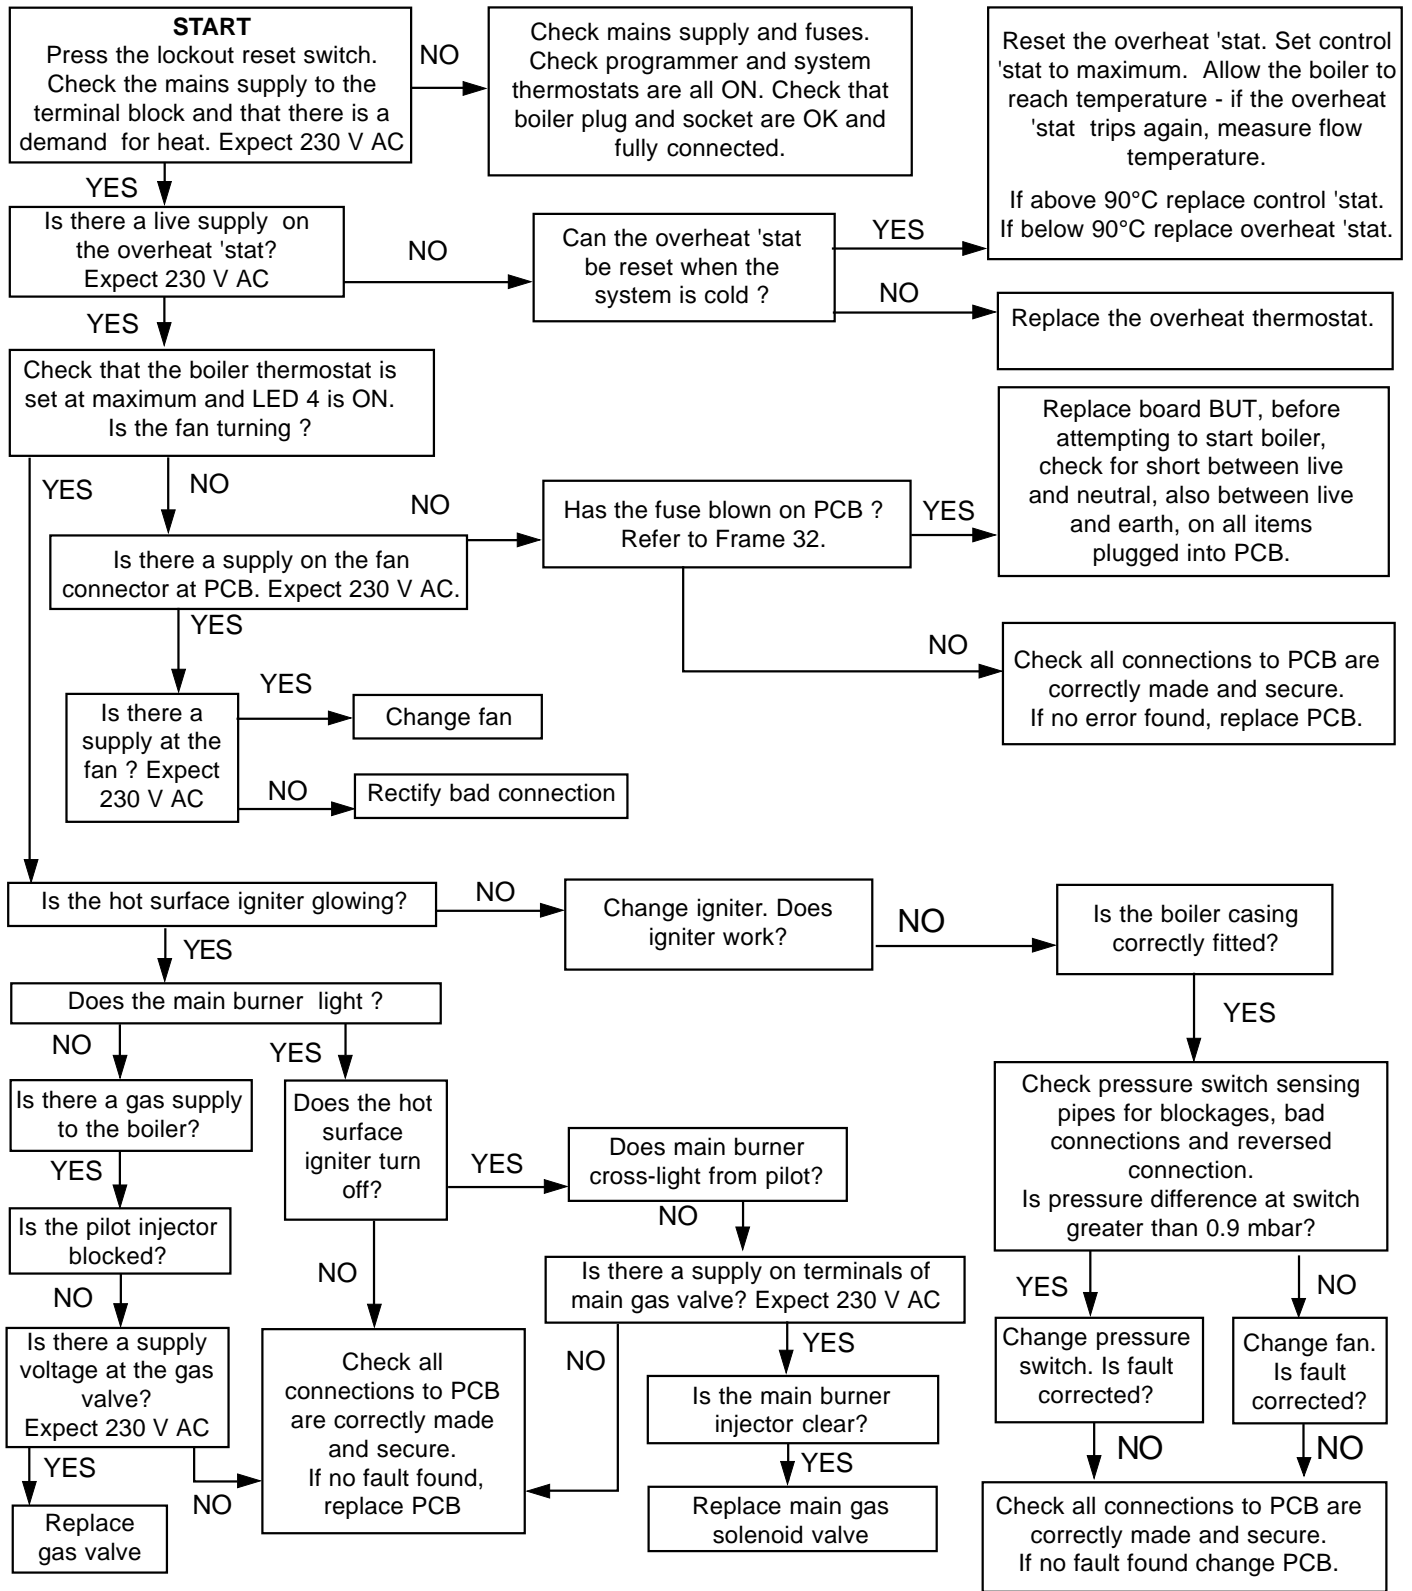 START
Press the lockout reset switch.
Check the mains supply to the
terminal block and that there is a
demand for heat. Expect 230 V AC
NO
Check mains supply and fuses.
Check programmer and system
thermostats are all ON. Check that
boiler plug and socket are OK and
fully connected.
YES
Is there a live supply on
the overheat 'stat?
Expect 230 V AC
NO
Can the overheat 'stat
be reset when the
system is cold ?
YES
Reset the overheat 'stat. Set control
'stat to maximum. Allow the boiler to
reach temperature - if the overheat
'stat trips again, measure flow
temperature.
If above 90°C replace control 'stat.
If below 90°C replace overheat 'stat.
NO
Replace the overheat thermostat.
YES
Check that the boiler thermostat is
set at maximum and LED 4 is ON.
Is the fan turning ?
YES
NO
Is there a supply on the fan
connector at PCB. Expect 230 V AC.
NO
Has the fuse blown on PCB ?
Refer to Frame 32.
YES
Replace board BUT, before
attempting to start boiler,
check for short between live
and neutral, also between live
and earth, on all items
plugged into PCB.
NO
Check all connections to PCB are
correctly made and secure.
If no error found, replace PCB.
YES
Is there a
supply at the
fan ? Expect
230 V AC
YES
Change fan
NO
Rectify bad connection
Is the hot surface igniter glowing?
NO
Change igniter. Does
igniter work?
NO
Is the boiler casing
correctly fitted?
YES
YES
Does the main burner light ?
NO
YES
Is there a gas supply
to the boiler?
YES
Is the pilot injector
blocked?
NO
Is there a supply
voltage at the gas
valve?
Expect 230 V AC
YES
NO
Replace
gas valve
Does the hot
surface
igniter turn
off?
YES
NO
Check all
connections to PCB
are correctly made
and secure.
If no fault found,
replace PCB
Does main burner
cross-light from pilot?
NO
Is there a supply on terminals of
main gas valve? Expect 230 V AC
NO
YES
Is the main burner
injector clear?
YES
Replace main gas
solenoid valve
Check pressure switch sensing
pipes for blockages, bad
connections and reversed
connection.
Is pressure difference at switch
greater than 0.9 mbar?
YES
NO
Change pressure
switch. Is fault
corrected?
Change fan.
Is fault
corrected?
NO
NO
Check all connections to PCB are
correctly made and secure.
If no fault found change PCB.